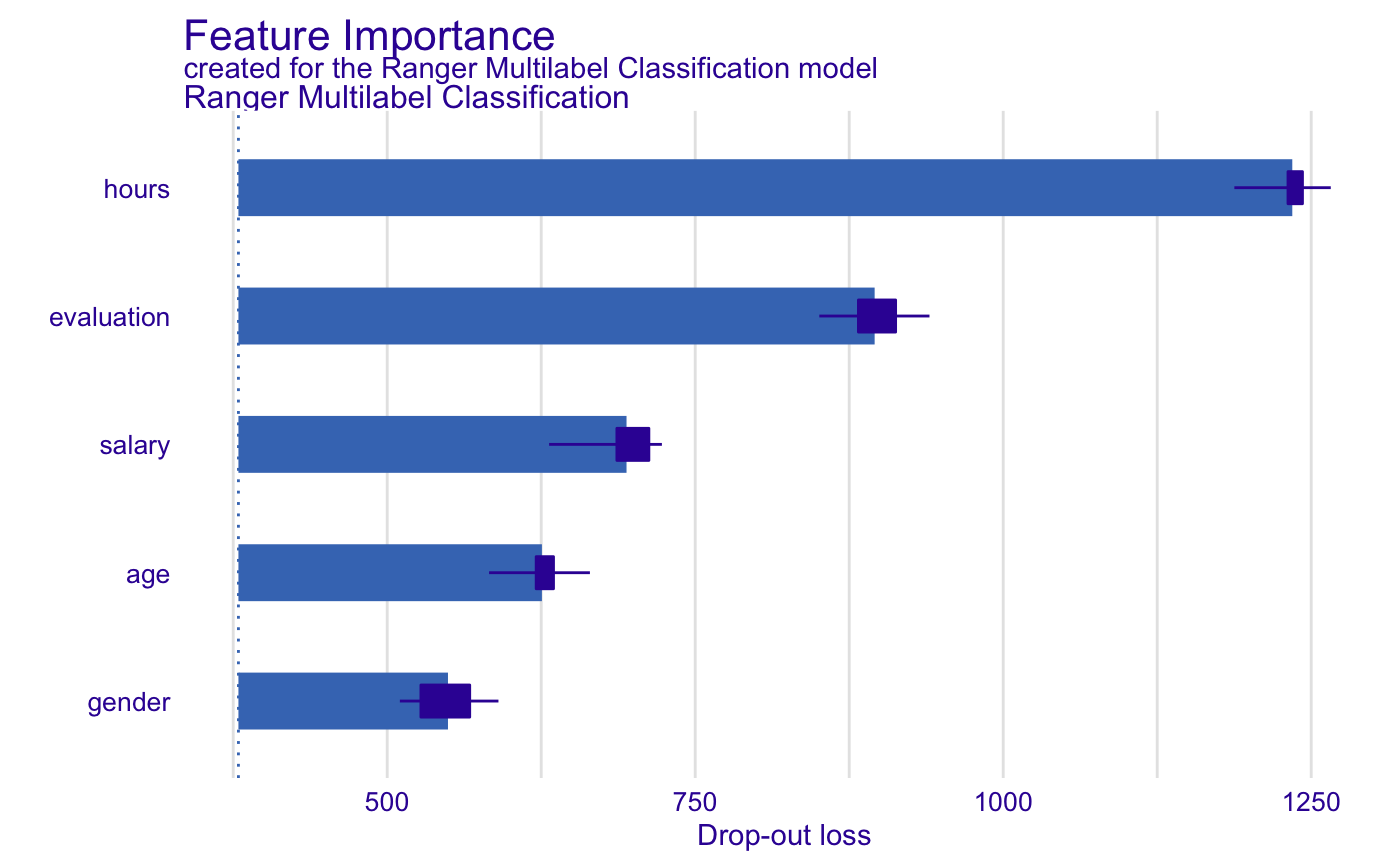 Feature Importance
created for the Ranger Multilabel Classification model
Ranger Multilabel Classification
hours
evaluation
salary
age
gender
500 750 1000 1250
Drop-out loss